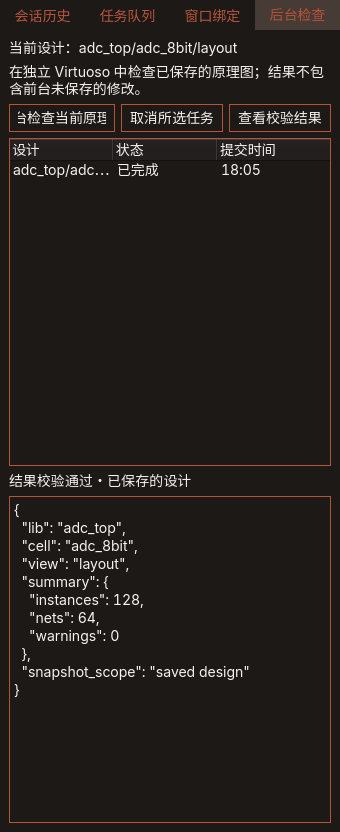 会话历史 任务队列 窗口绑定 后台检查
当前设计：adc_top/adc_8bit/layout
在独立 Virtuoso 中检查已保存的原理图；结果不包
含前台未保存的修改。
台检查当前原理 取消所选任务 查看校验结果
设计 状态 提交时间
adc_top/adc... 已完成 18:05
结果校验通过・已保存的设计
{
"lib": "adc_top",
"cell": "adc_8bit",
"view": "layout",
"summary": {
"instances": 128,
"nets": 64,
"warnings": 0
},
"snapshot_scope": "saved design"
}